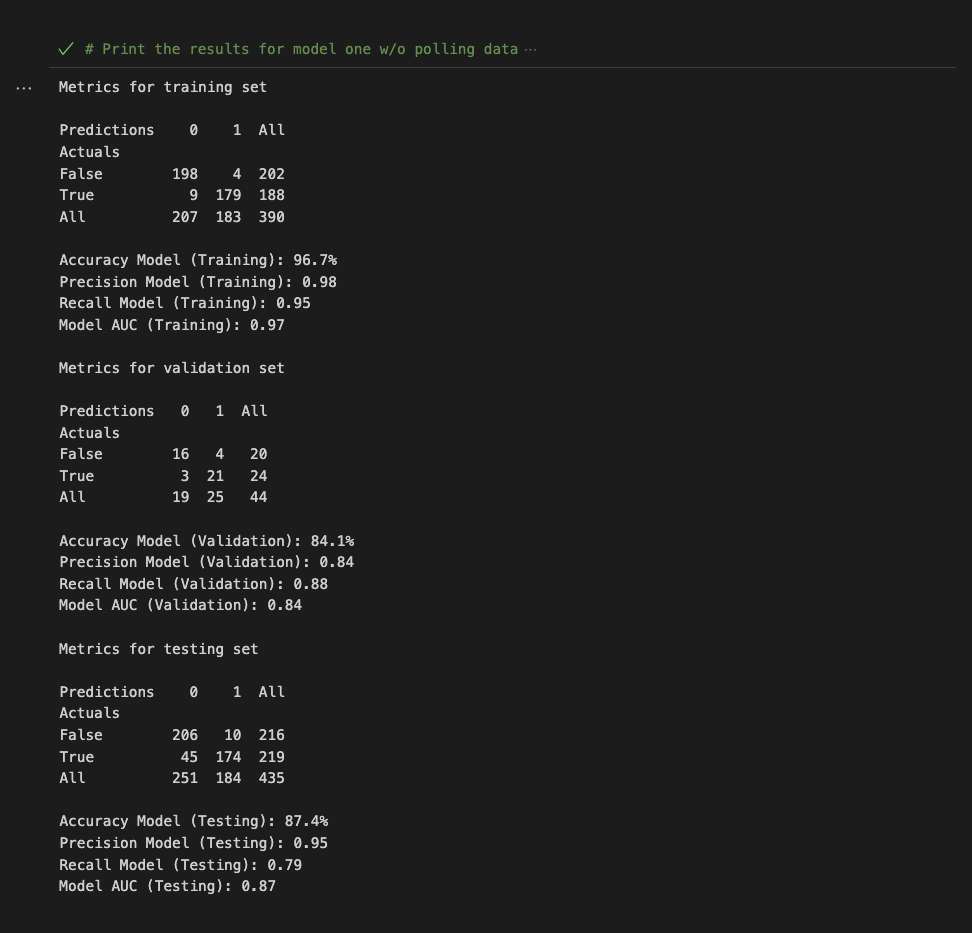 # Print the results for model one w/o polling data ···
Metrics for training set
Predictions    0    1  All
Actuals
False        198    4  202
True           9  179  188
All          207  183  390
Accuracy Model (Training): 96.7%
Precision Model (Training): 0.98
Recall Model (Training): 0.95
Model AUC (Training): 0.97
Metrics for validation set
Predictions   0   1  All
Actuals
False        16   4   20
True          3  21   24
All          19  25   44
Accuracy Model (Validation): 84.1%
Precision Model (Validation): 0.84
Recall Model (Validation): 0.88
Model AUC (Validation): 0.84
Metrics for testing set
Predictions    0    1  All
Actuals
False        206   10  216
True          45  174  219
All          251  184  435
Accuracy Model (Testing): 87.4%
Precision Model (Testing): 0.95
Recall Model (Testing): 0.79
Model AUC (Testing): 0.87